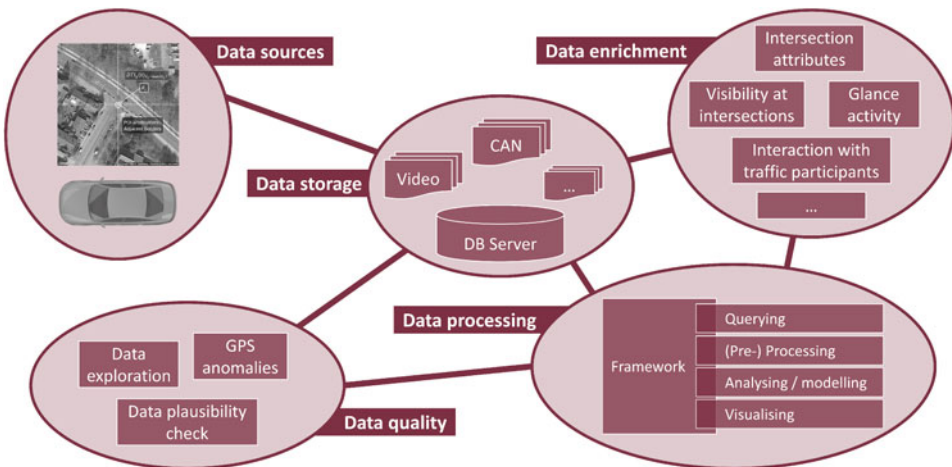 Data sources
Data enrichment
Intersection
attributes
Visibility at
intersections
Glance
activity
Interaction with
traffic participants
...
Data storage
CAN
Video
...
DB Server
Data processing
Framework
Querying
(Pre-) Processing
Analysing / modelling
Visualising
Data
exploration
GPS
anomalies
Data plausibility
check
Data quality